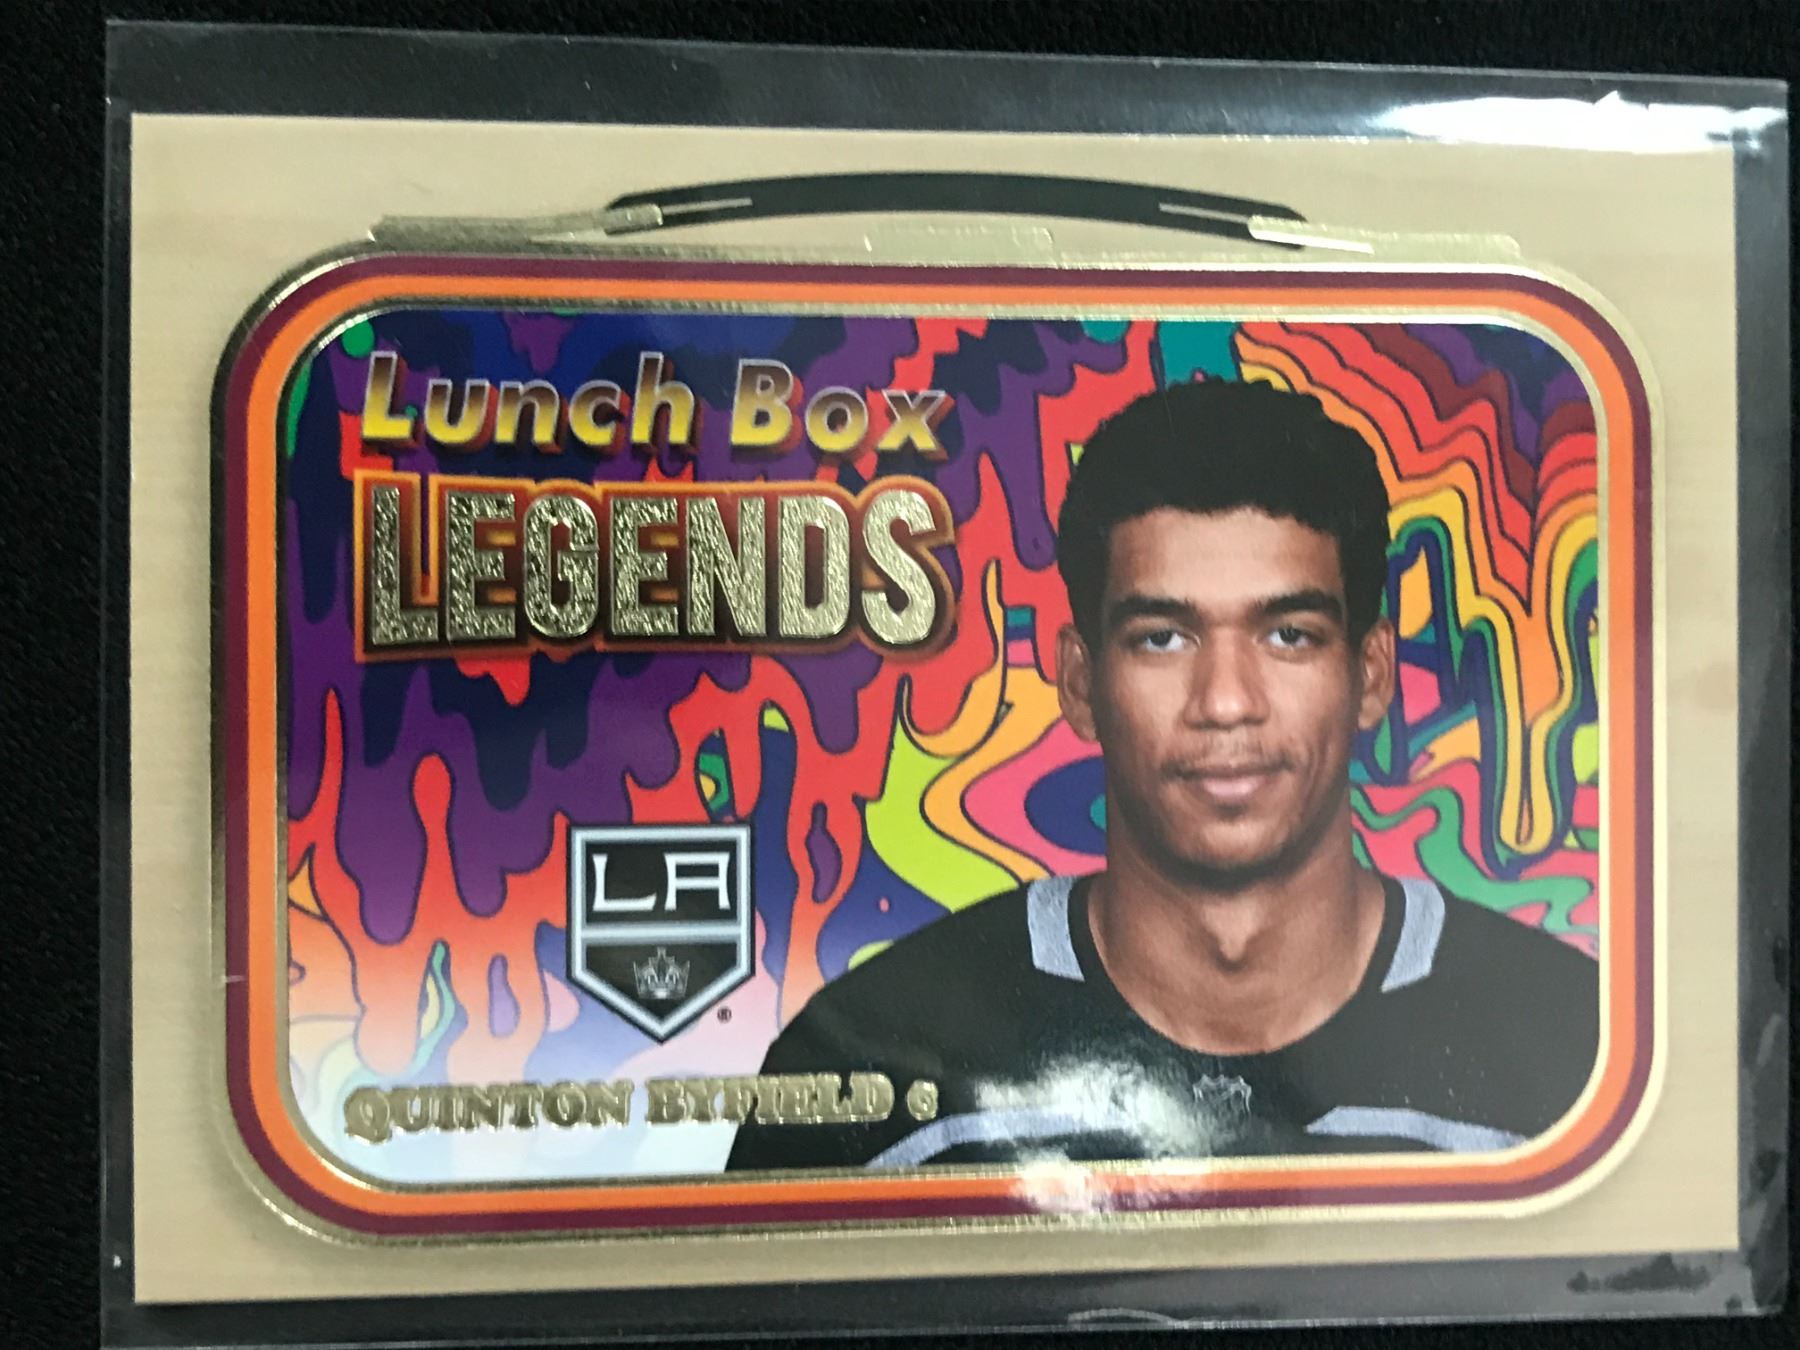 Lunch Box
LEGENDS
LA
®
QUINTON BYFIELD C